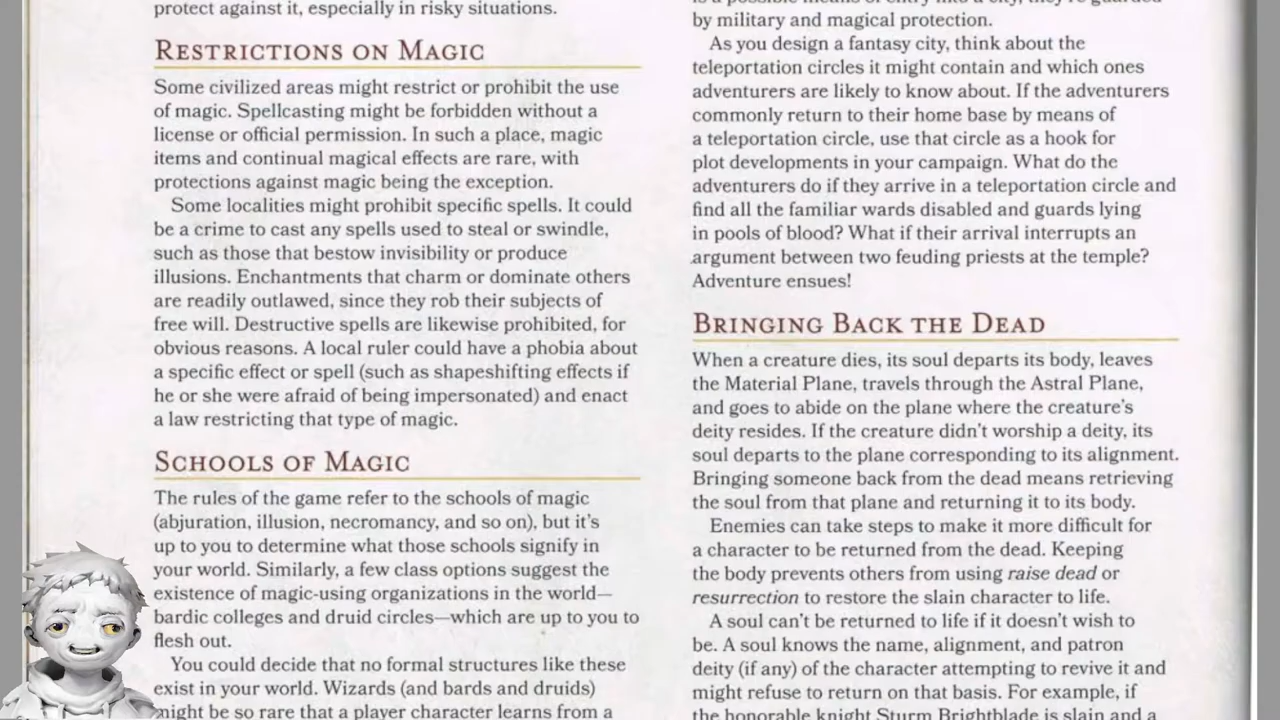 protect against it, especially in risky situations.
RESTRICTIONS ON MAGIC
Some civilized areas might restrict or prohibit the use
of magic. Spellcasting might be forbidden without a
license or official permission. In such a place, magic
items and continual magical effects are rare, with
protections against magic being the exception.
Some localities might prohibit specific spells. It could
be a crime to cast any spells used to steal or swindle,
such as those that bestow invisibility or produce
illusions. Enchantments that charm or dominate others
are readily outlawed, since they rob their subjects of
free will. Destructive spells are likewise prohibited, for
obvious reasons. A local ruler could have a phobia about
a specific effect or spell (such as shapeshifting effects if
he or she were afraid of being impersonated) and enact
a law restricting that type of magic.
SCHOOLS OF MAGIC
The rules of the game refer to the schools of magic
(abjuration, illusion, necromancy, and so on), but it's
up to you to determine what those schools signify in
your world. Similarly, a few class options suggest the
existence of magic-using organizations in the world—
bardic colleges and druid circles—which are up to you to
flesh out.
You could decide that no formal structures like these
exist in your world. Wizards (and bards and druids)
might be so rare that a player character learns from a
is a possible means of entry into a city, they're guarded
by military and magical protection.
As you design a fantasy city, think about the
teleportation circles it might contain and which ones
adventurers are likely to know about. If the adventurers
commonly return to their home base by means of
a teleportation circle, use that circle as a hook for
plot developments in your campaign. What do the
adventurers do if they arrive in a teleportation circle and
find all the familiar wards disabled and guards lying
in pools of blood? What if their arrival interrupts an
argument between two feuding priests at the temple?
Adventure ensues!
BRINGING BACK THE DEAD
When a creature dies, its soul departs its body, leaves
the Material Plane, travels through the Astral Plane,
and goes to abide on the plane where the creature's
deity resides. If the creature didn't worship a deity, its
soul departs to the plane corresponding to its alignment.
Bringing someone back from the dead means retrieving
the soul from that plane and returning it to its body.
Enemies can take steps to make it more difficult for
a character to be returned from the dead. Keeping
the body prevents others from using raise dead or
resurrection to restore the slain character to life.
A soul can't be returned to life if it doesn't wish to
be. A soul knows the name, alignment, and patron
deity (if any) of the character attempting to revive it and
might refuse to return on that basis. For example, if
the honorable knight Sturm Brightblade is slain and a